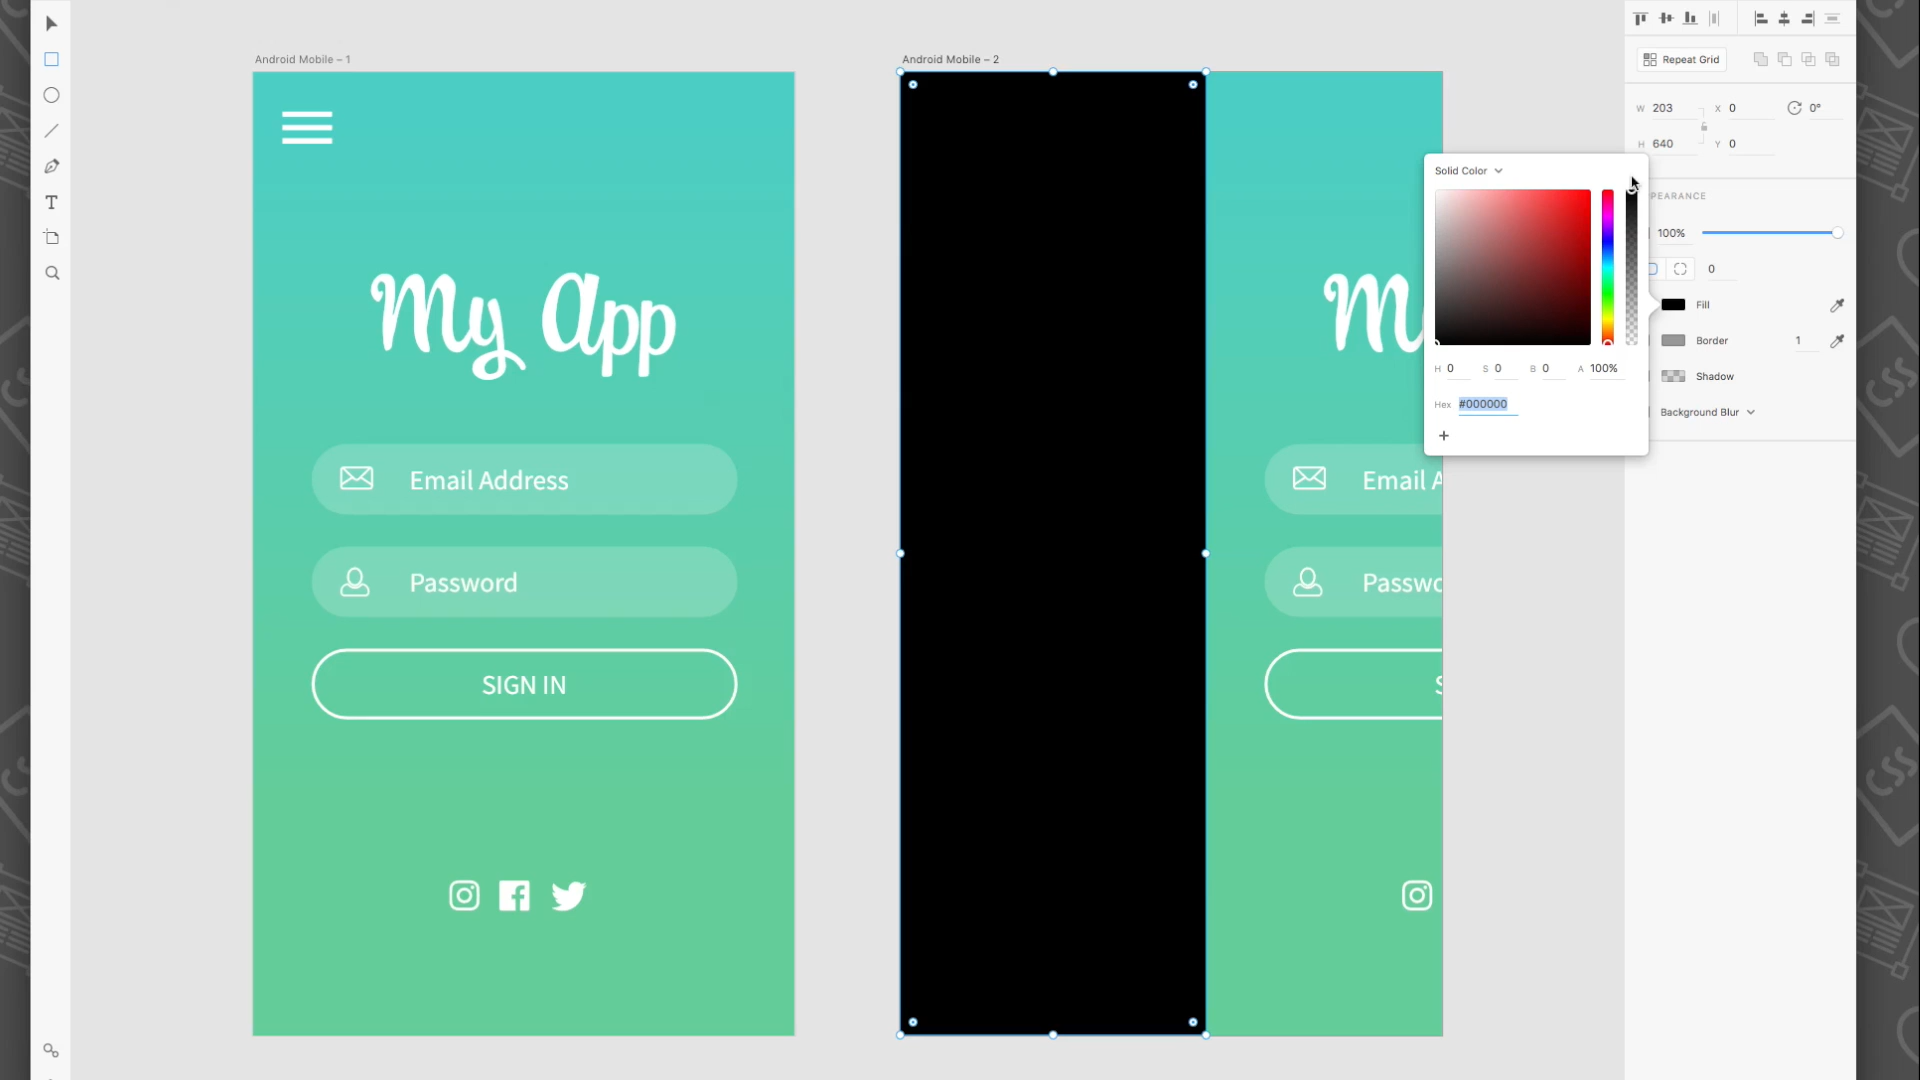 Android Mobile – 1
My App
Email Address
Password
SIGN IN
Android Mobile – 2
M
Email A
Passwo
S
Repeat Grid
W 203 X 0 0°
H 640 Y 0
Solid Color
H 0 S 0 B 0 A 100%
Hex #000000
+
PEARANCE
100%
0
Fill
Border 1
Shadow
Background Blur
T
CSS
CSS